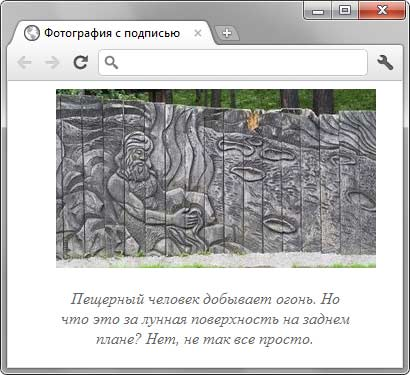 Фотография с подписью
Пещерный человек добывает огонь. Но
что это за лунная поверхность на заднем
плане? Нет, не так все просто.